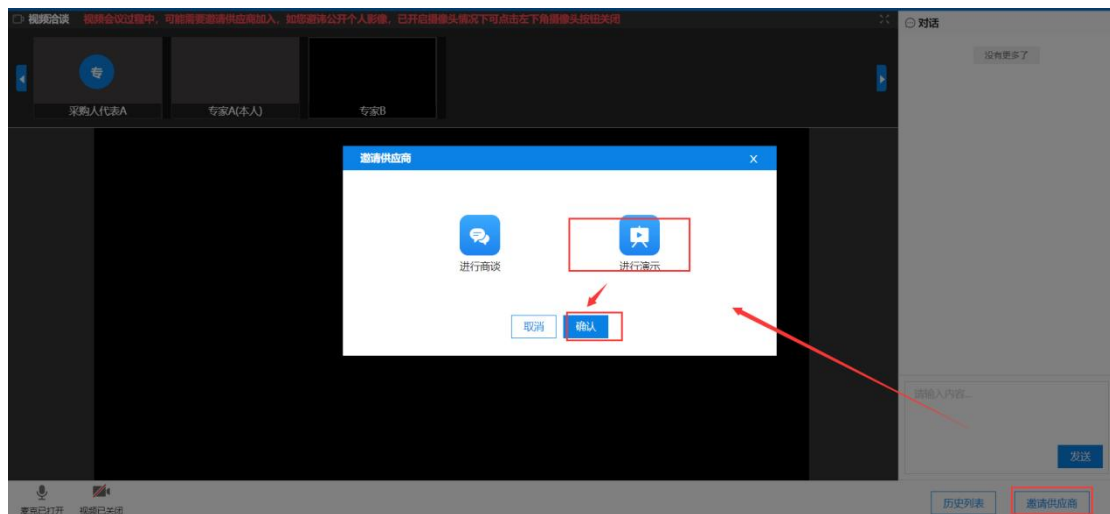 视频洽谈 视频会议过程中，可能需要邀请供应商加入，如您避讳公开个人影像，已开启摄像头情况下可点击左下角摄像头按钮关闭
对话
没有更多了
专
采购人代表A
专家A(本人)
专家B
邀请供应商 X
进行商谈
进行演示
取消
确认
请输入内容...
发送
麦克已打开
视频已关闭
历史列表
邀请供应商